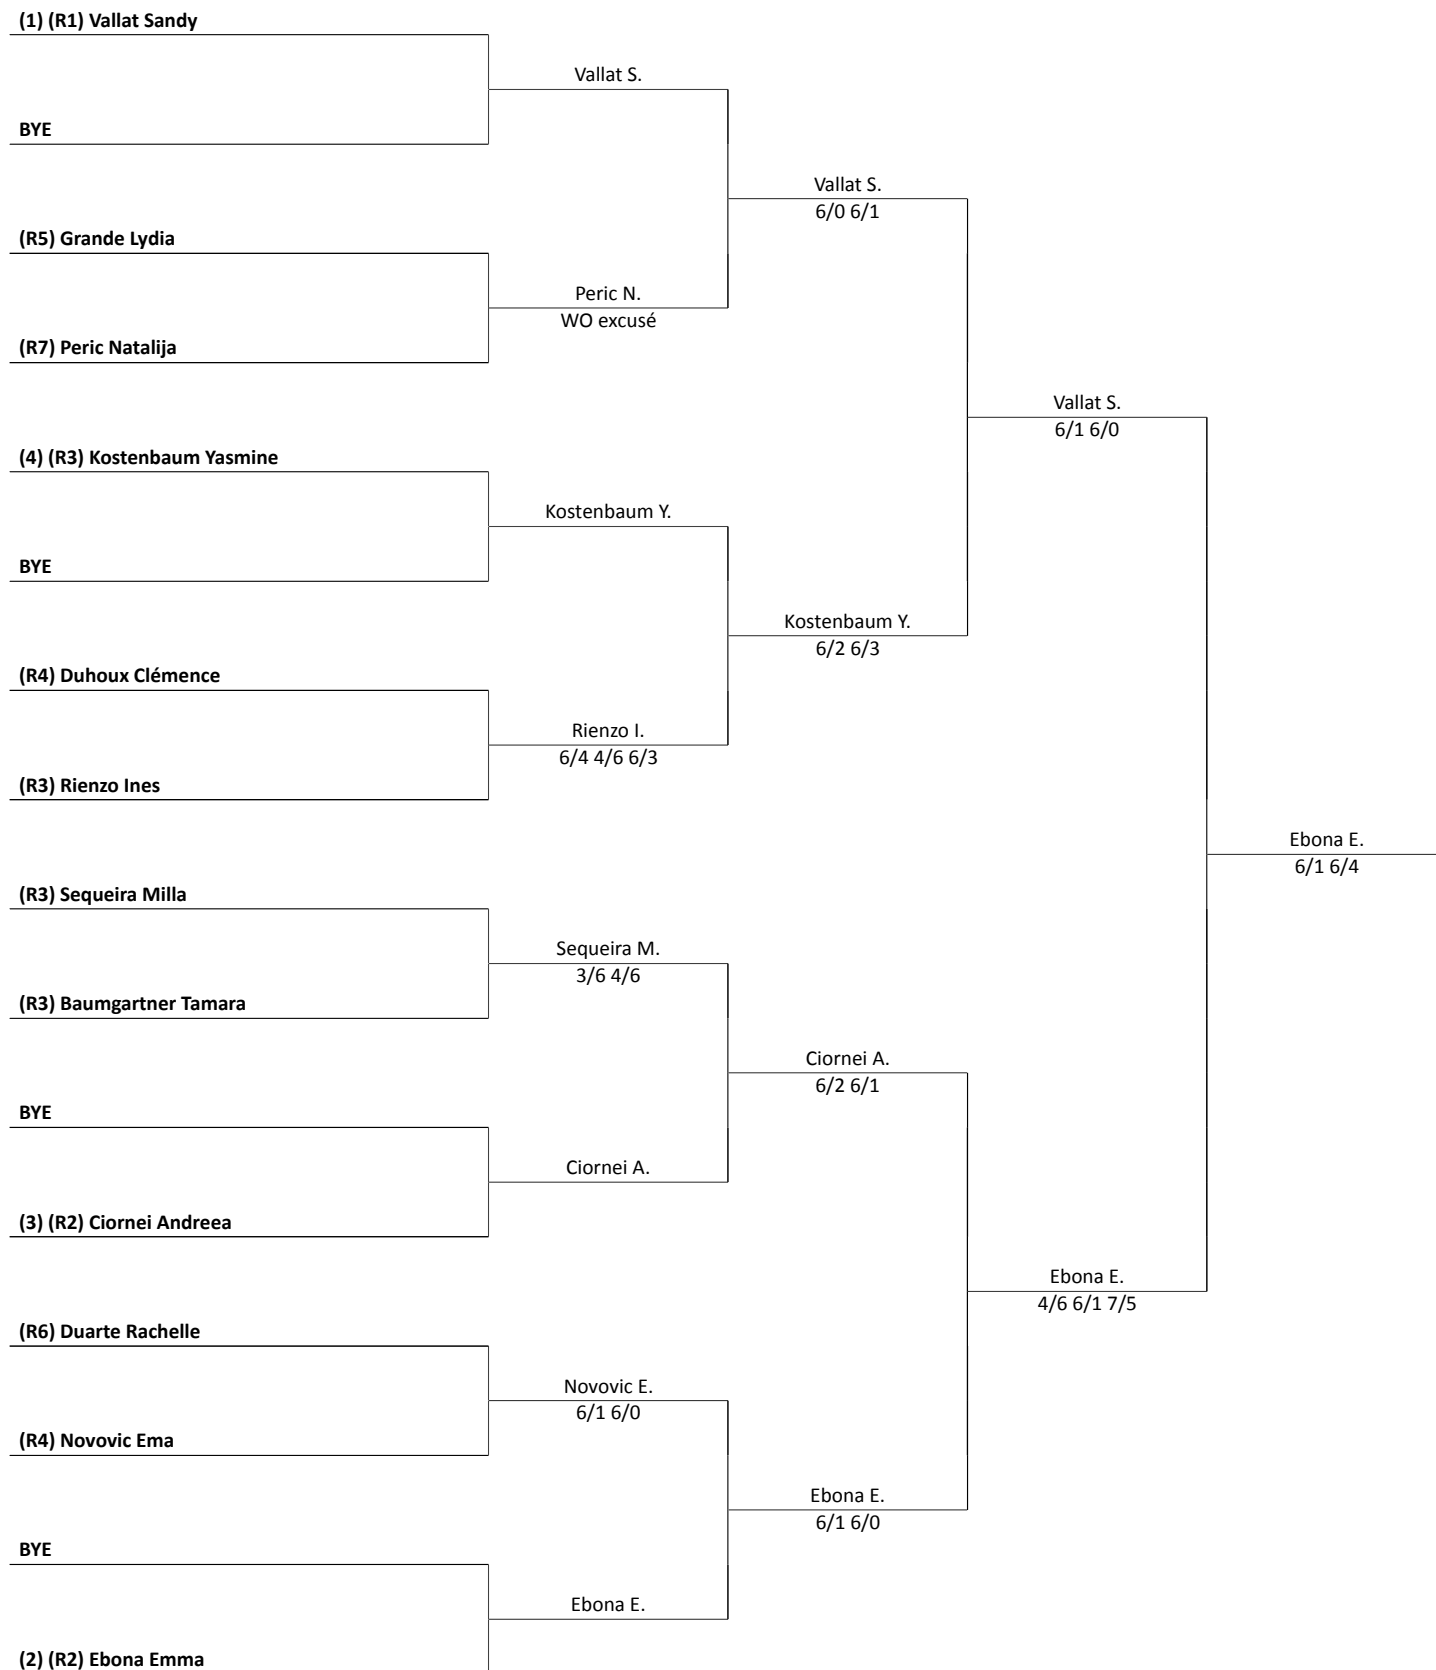 (1) (R1) Vallat Sandy
Vallat S.
BYE
Vallat S.
6/0 6/1
(R5) Grande Lydia
Peric N.
WO excusé
(R7) Peric Natalija
Vallat S.
6/1 6/0
(4) (R3) Kostenbaum Yasmine
Kostenbaum Y.
BYE
Kostenbaum Y.
6/2 6/3
(R4) Duhoux Clémence
Rienzo I.
6/4 4/6 6/3
(R3) Rienzo Ines
Ebona E.
6/1 6/4
(R3) Sequeira Milla
Sequeira M.
3/6 4/6
(R3) Baumgartner Tamara
Ciornei A.
6/2 6/1
BYE
Ciornei A.
(3) (R2) Ciornei Andreea
Ebona E.
4/6 6/1 7/5
(R6) Duarte Rachelle
Novovic E.
6/1 6/0
(R4) Novovic Ema
Ebona E.
6/1 6/0
BYE
Ebona E.
(2) (R2) Ebona Emma